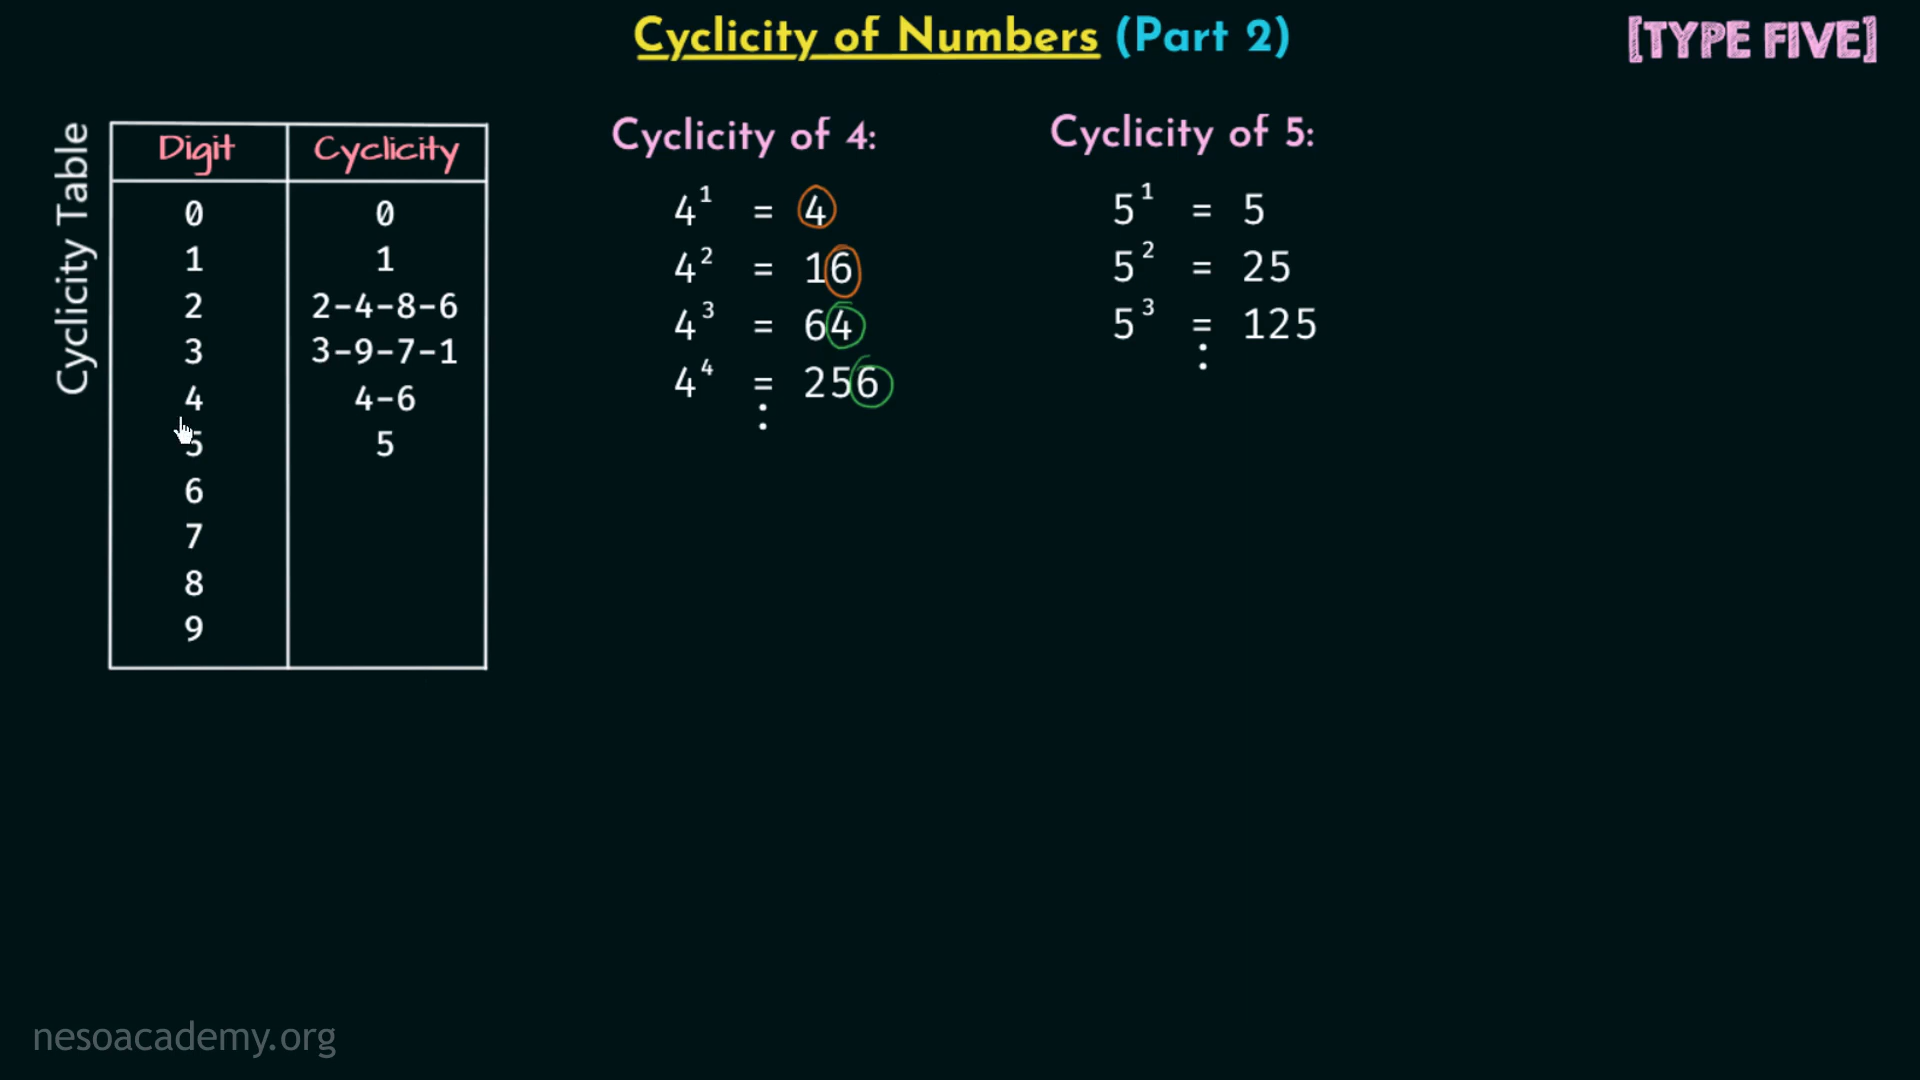 Cyclicity of Numbers (Part 2)
[TYPE FIVE]
Cyclicity Table
Digit Cyclicity
0 0
1 1
2 2-4-8-6
3 3-9-7-1
4 4-6
5 5
6
7
8
9
Cyclicity of 4:
4¹ = 4
4² = 16
4³ = 64
4⁴ = 256
:
Cyclicity of 5:
5¹ = 5
5² = 25
5³ = 125
:
nesoacademy.org